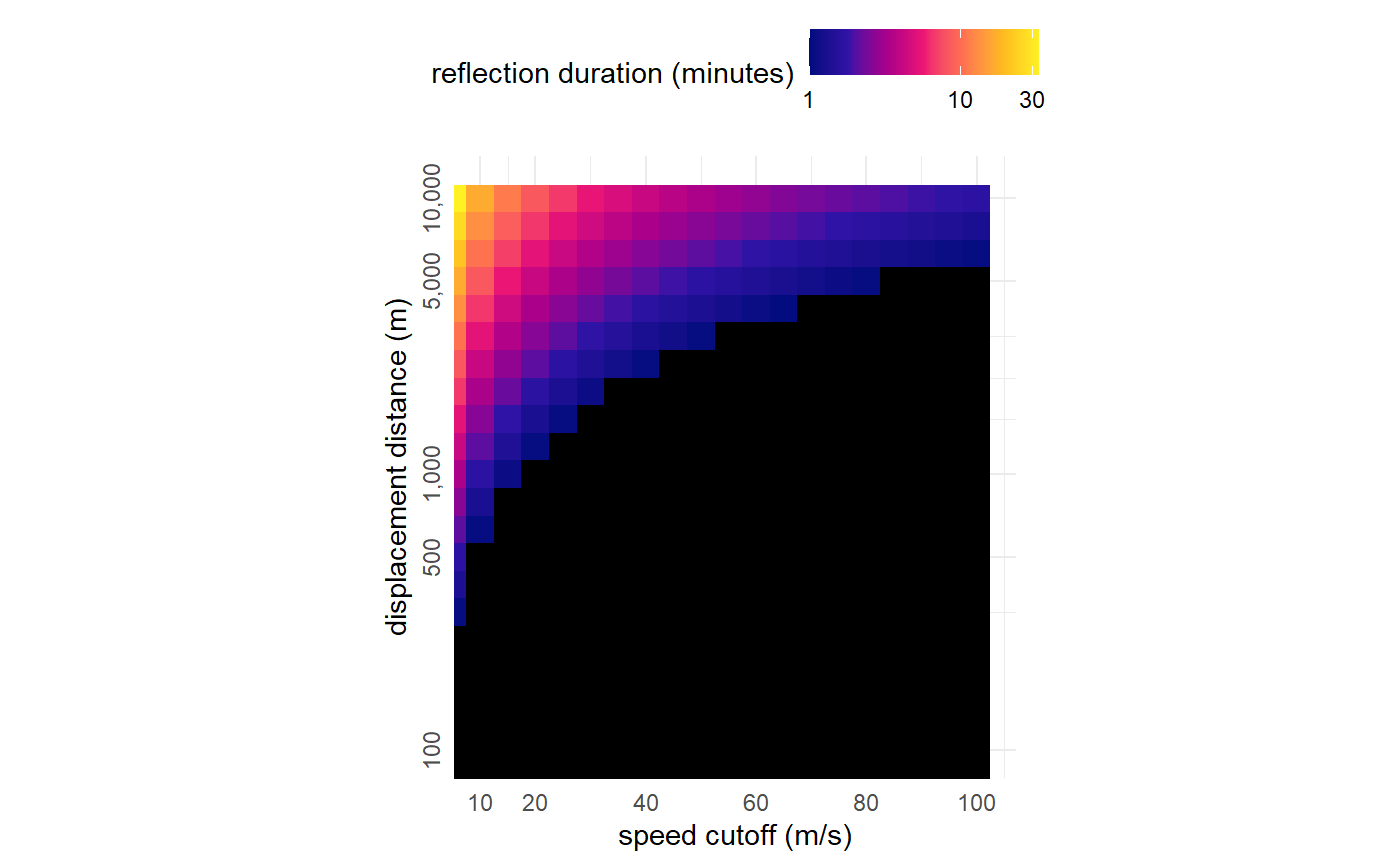 reflection duration (minutes)
1 10 30
displacement distance (m)
10,000
5,000
1,000
500
100
10 20 40 60 80 100
speed cutoff (m/s)